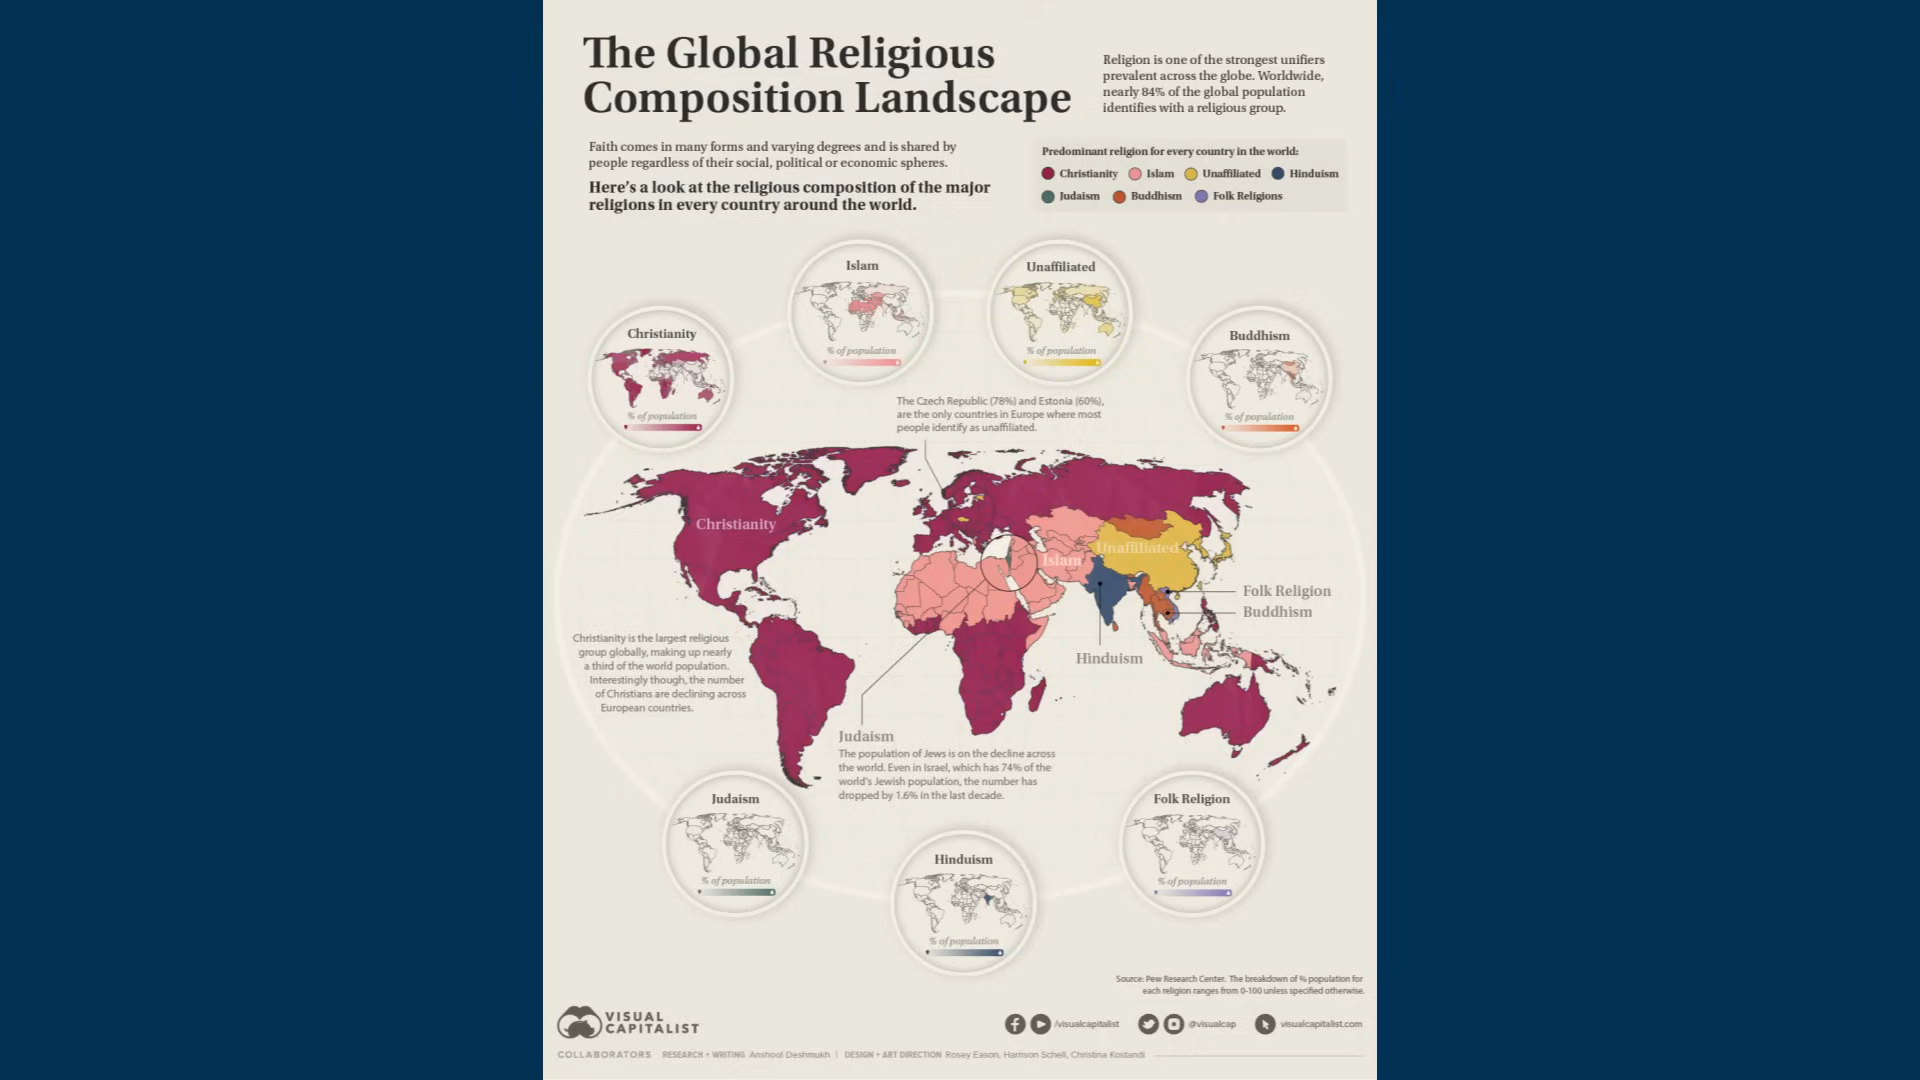 The Global Religious
Composition Landscape
Religion is one of the strongest unifiers
prevalent across the globe. Worldwide,
nearly 84% of the global population
identifies with a religious group.
Faith comes in many forms and varying degrees and is shared by
people regardless of their social, political or economic spheres.
Here's a look at the religious composition of the major
religions in every country around the world.
Predominant religion for every country in the world:
Christianity Islam Unaffiliated Hinduism
Judaism Buddhism Folk Religions
Islam
% of population
Unaffiliated
% of population
Christianity
% of population
Buddhism
% of population
The Czech Republic (78%) and Estonia (60%),
are the only countries in Europe where most
people identify as unaffiliated.
Christianity
Unaffiliated
Islam
Folk Religion
Buddhism
Hinduism
Christianity is the largest religious
group globally, making up nearly
a third of the world population.
Interestingly though, the number
of Christians are declining across
European countries.
Judaism
The population of Jews is on the decline across
the world. Even in Israel, which has 74% of the
world's Jewish population, the number has
dropped by 1.6% in the last decade.
Judaism
% of population
Folk Religion
% of population
Hinduism
% of population
Source: Pew Research Center. The breakdown of % population for
each religion ranges from 0-100 unless specified otherwise.
VISUAL
CAPITALIST
/visualcapitalist @visualcap visualcapitalist.com
COLLABORATORS RESEARCH + WRITING Anshool Deshmukh | DESIGN + ART DIRECTION Rosey Eason, Harrison Schell, Christina Kostandi